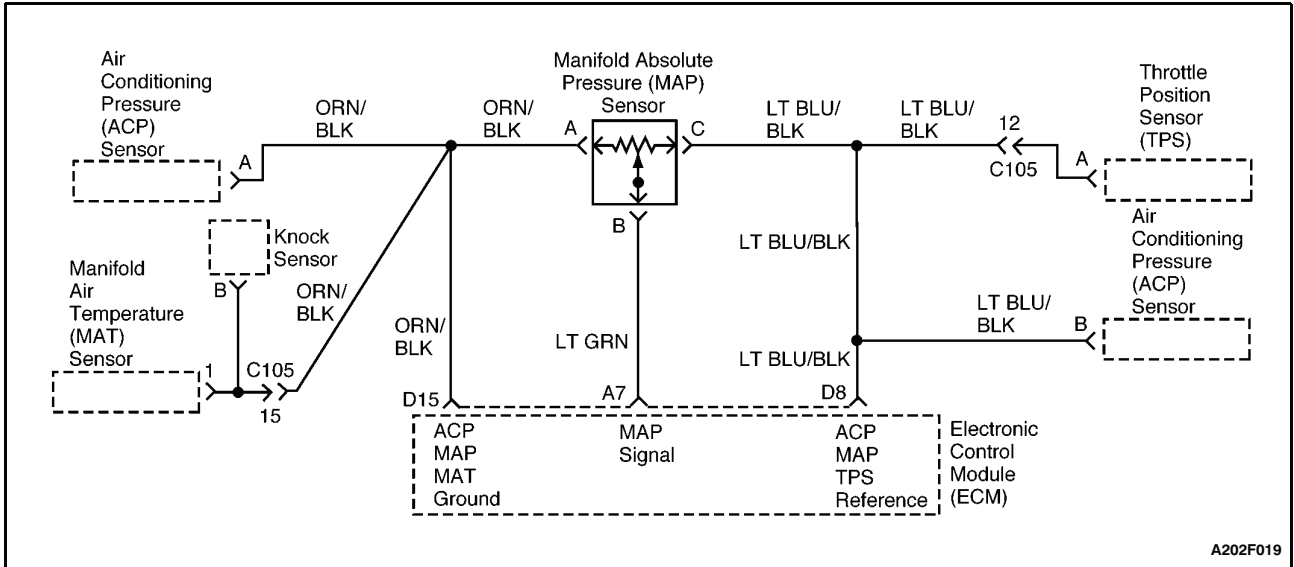 Air
Conditioning
Pressure
(ACP)
Sensor
A
ORN/
BLK
ORN/
BLK
Manifold Absolute
Pressure (MAP)
Sensor
A
C
B
LT BLU/
BLK
LT BLU/
BLK
12
C105
Throttle
Position
Sensor
(TPS)
A
Knock
Sensor
B
Manifold
Air
Temperature
(MAT)
Sensor
1
C105
15
ORN/
BLK
ORN/
BLK
LT GRN
LT BLU/BLK
LT BLU/BLK
LT BLU/
BLK
B
Air
Conditioning
Pressure
(ACP)
Sensor
D15
A7
D8
ACP
MAP
MAT
Ground
MAP
Signal
ACP
MAP
TPS
Reference
Electronic
Control
Module
(ECM)
A202F019